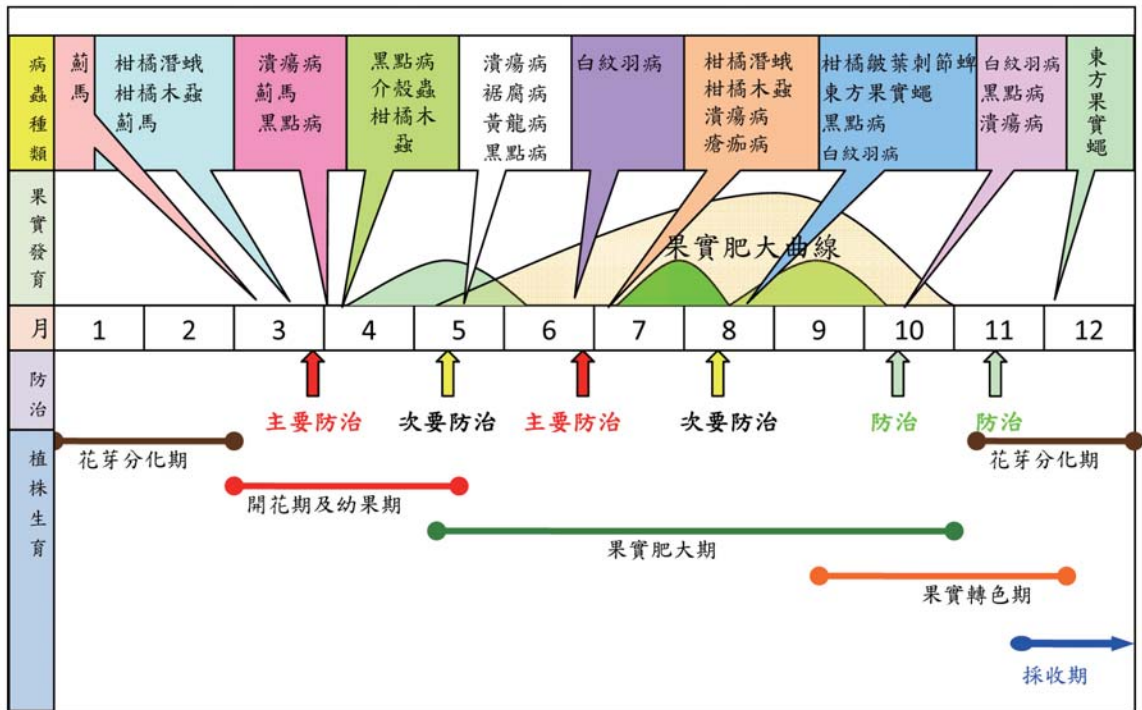 病蟲種類
薊馬
柑橘潛蛾
柑橘木蝨
薊馬
潰瘍病
薊馬
黑點病
黑點病
介殼蟲
柑橘木
蝨
潰瘍病
裾腐病
黃龍病
黑點病
白紋羽病
柑橘潛蛾
柑橘木蝨
潰瘍病
瘡痂病
柑橘皺葉刺節蜱
東方果實蠅
黑點病
白紋羽病
白紋羽病
黑點病
潰瘍病
東方果實蠅
果實發育
果實肥大曲線
月 1 2 3 4 5 6 7 8 9 10 11 12
防治
主要防治 次要防治 主要防治 次要防治 防治 防治
植株生育
花芽分化期 花芽分化期
開花期及幼果期
果實肥大期
果實轉色期
採收期